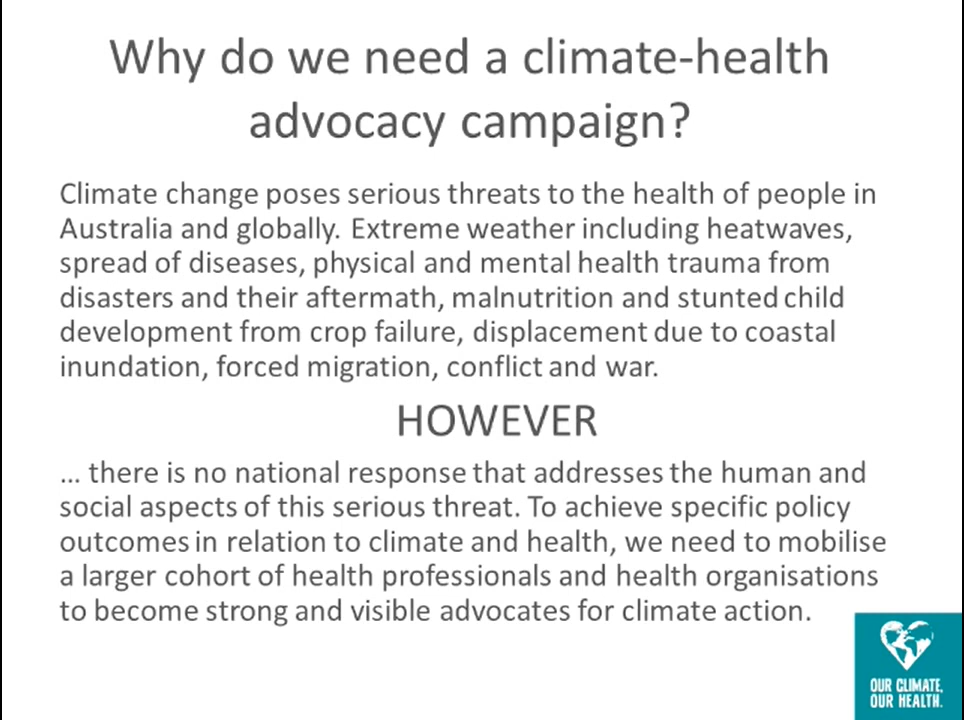 Why do we need a climate-health
advocacy campaign?
Climate change poses serious threats to the health of people in
Australia and globally. Extreme weather including heatwaves,
spread of diseases, physical and mental health trauma from
disasters and their aftermath, malnutrition and stunted child
development from crop failure, displacement due to coastal
inundation, forced migration, conflict and war.
HOWEVER
... there is no national response that addresses the human and
social aspects of this serious threat. To achieve specific policy
outcomes in relation to climate and health, we need to mobilise
a larger cohort of health professionals and health organisations
to become strong and visible advocates for climate action.
OUR CLIMATE,
OUR HEALTH.